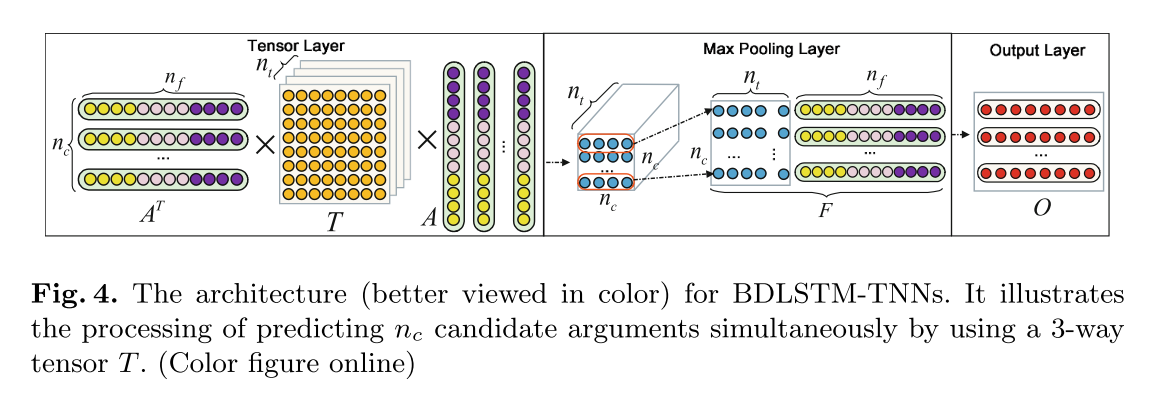 Tensor Layer
Max Pooling Layer
Output Layer
n_f
n_t
n_c
...
A^T
×
T
×
A
...
n_t
n_c
...
n_c
n_t
n_f
n_c
...
...
...
F
...
O
Fig. 4. The architecture (better viewed in color) for BDLSTM-TNNs. It illustrates
the processing of predicting n_c candidate arguments simultaneously by using a 3-way
tensor T. (Color figure online)